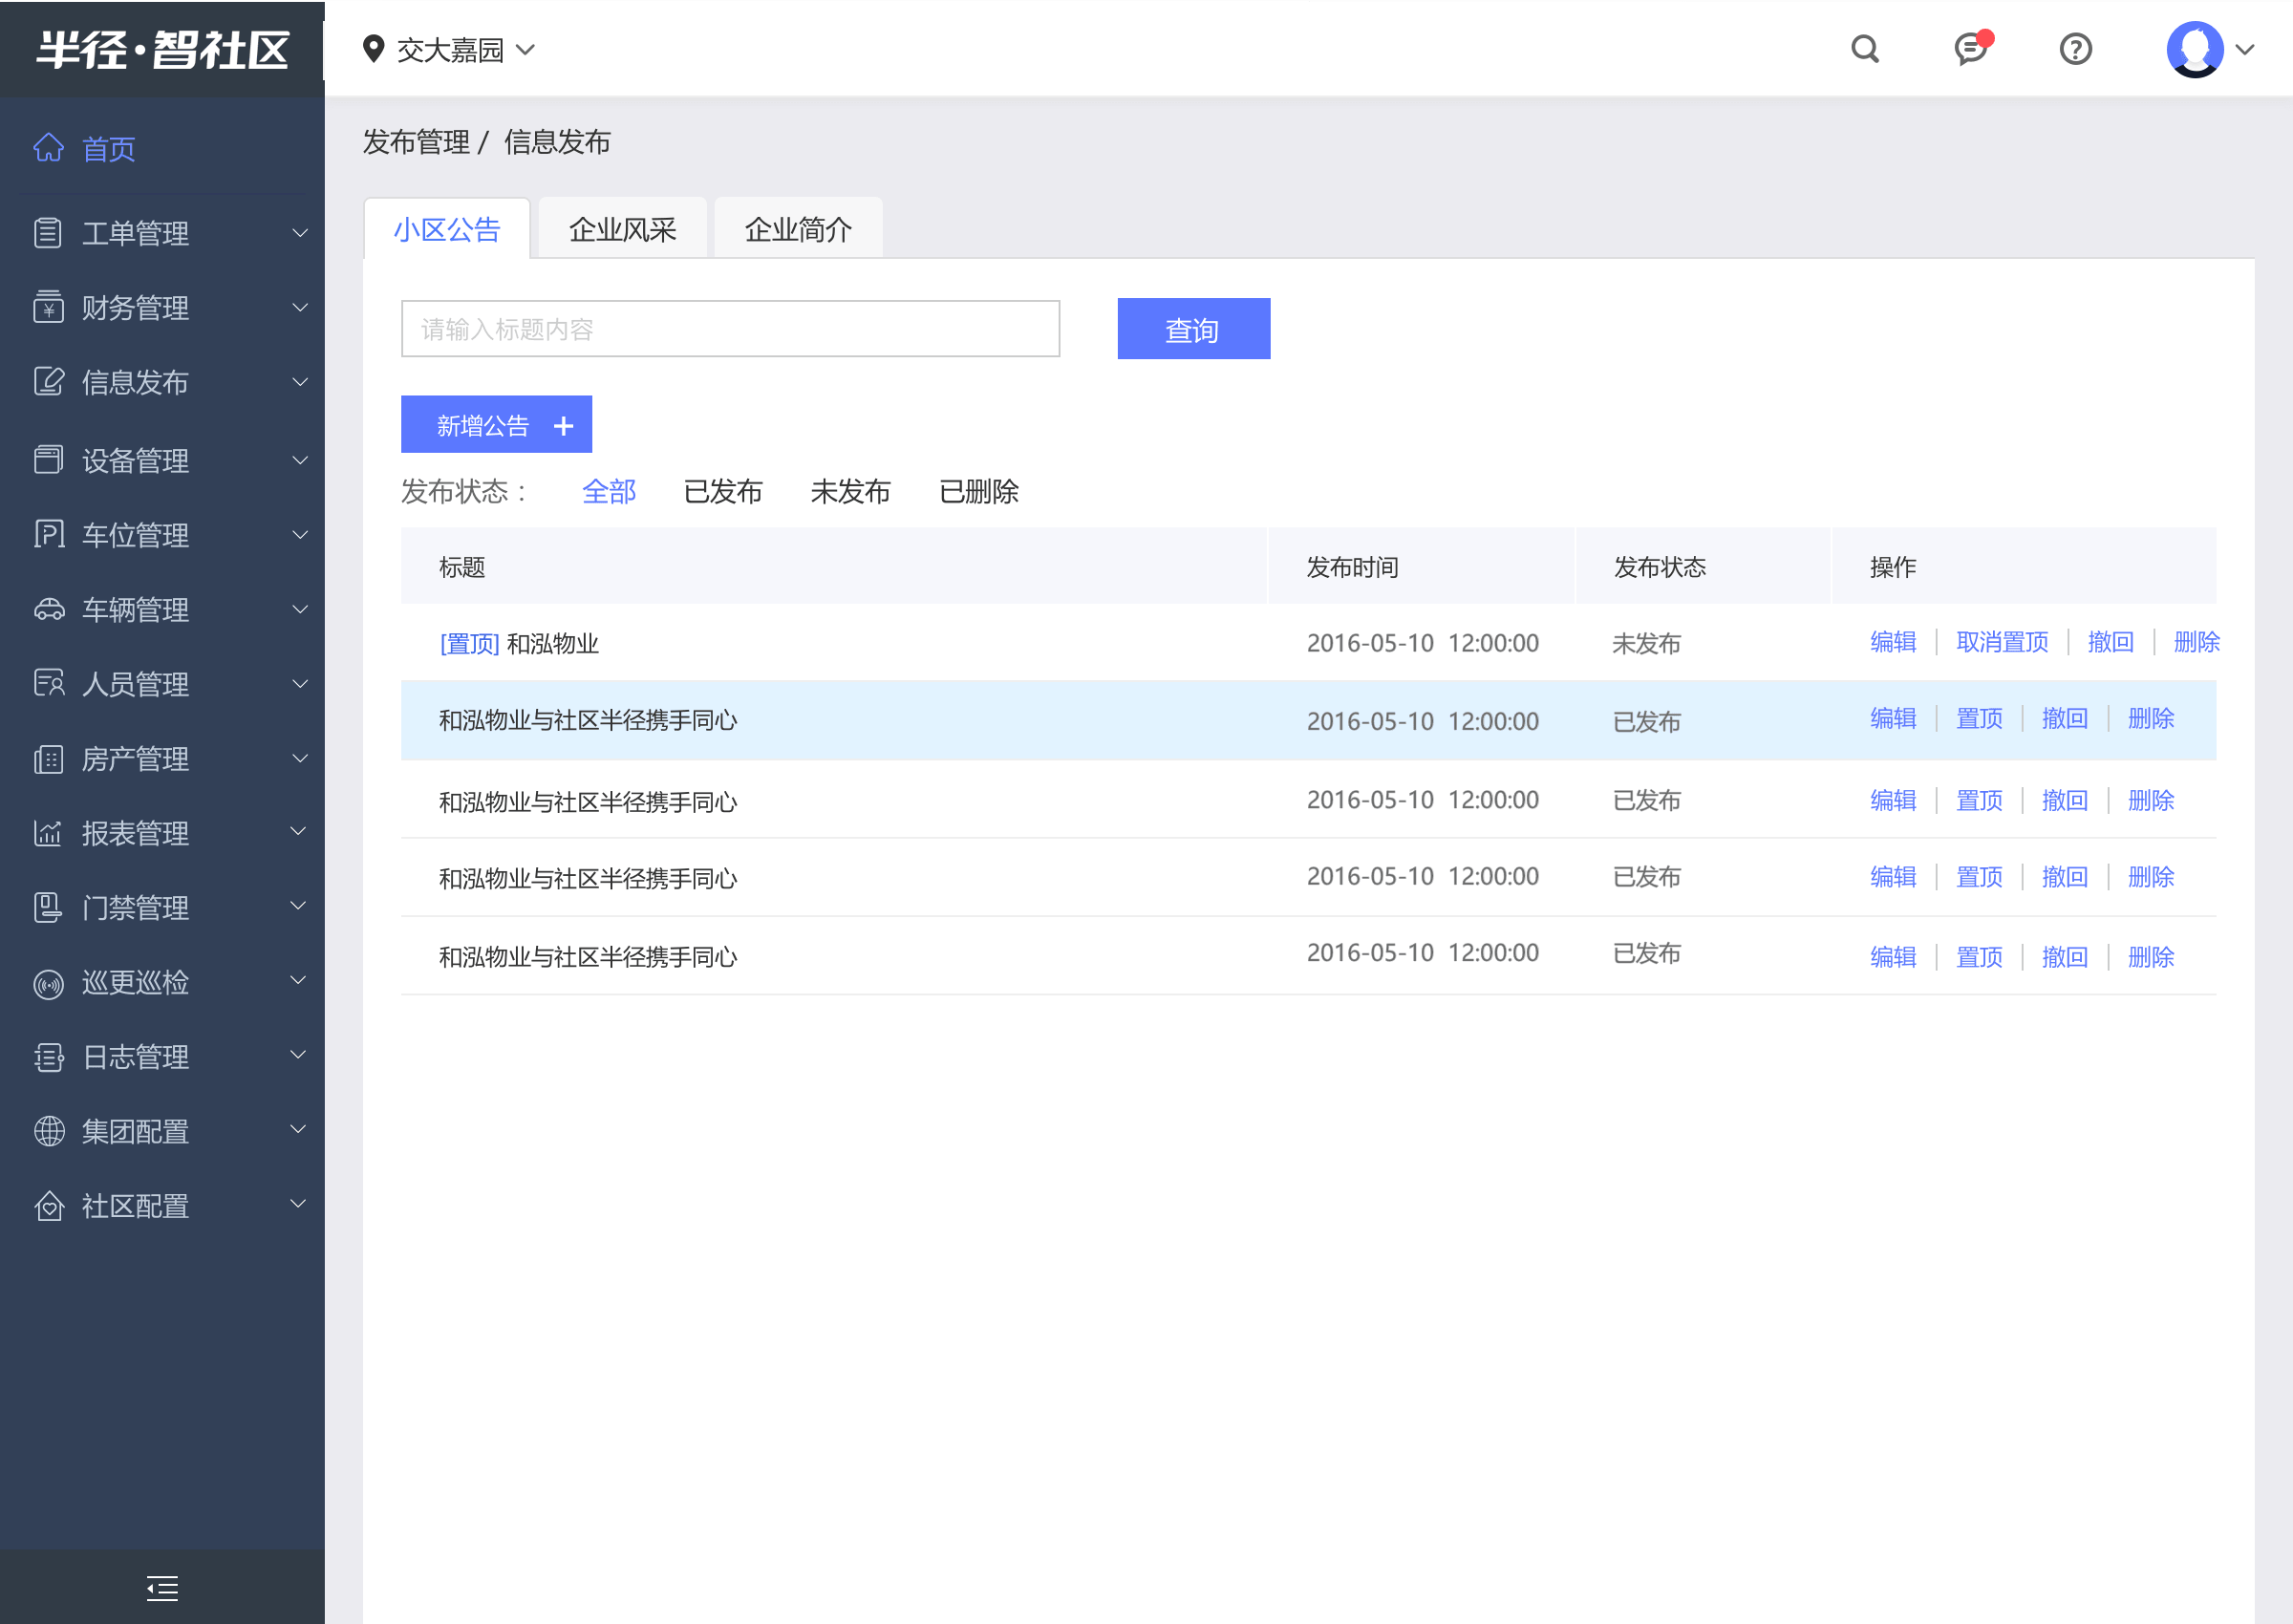 半径·智社区
交大嘉园
首页
工单管理
财务管理
信息发布
设备管理
车位管理
车辆管理
人员管理
房产管理
报表管理
门禁管理
巡更巡检
日志管理
集团配置
社区配置
发布管理 / 信息发布
小区公告 企业风采 企业简介
请输入标题内容 查询
新增公告 +
发布状态： 全部 已发布 未发布 已删除
标题 发布时间 发布状态 操作
[置顶] 和泓物业 2016-05-10 12:00:00 未发布 编辑 取消置顶 撤回 删除
和泓物业与社区半径携手同心 2016-05-10 12:00:00 已发布 编辑 置顶 撤回 删除
和泓物业与社区半径携手同心 2016-05-10 12:00:00 已发布 编辑 置顶 撤回 删除
和泓物业与社区半径携手同心 2016-05-10 12:00:00 已发布 编辑 置顶 撤回 删除
和泓物业与社区半径携手同心 2016-05-10 12:00:00 已发布 编辑 置顶 撤回 删除